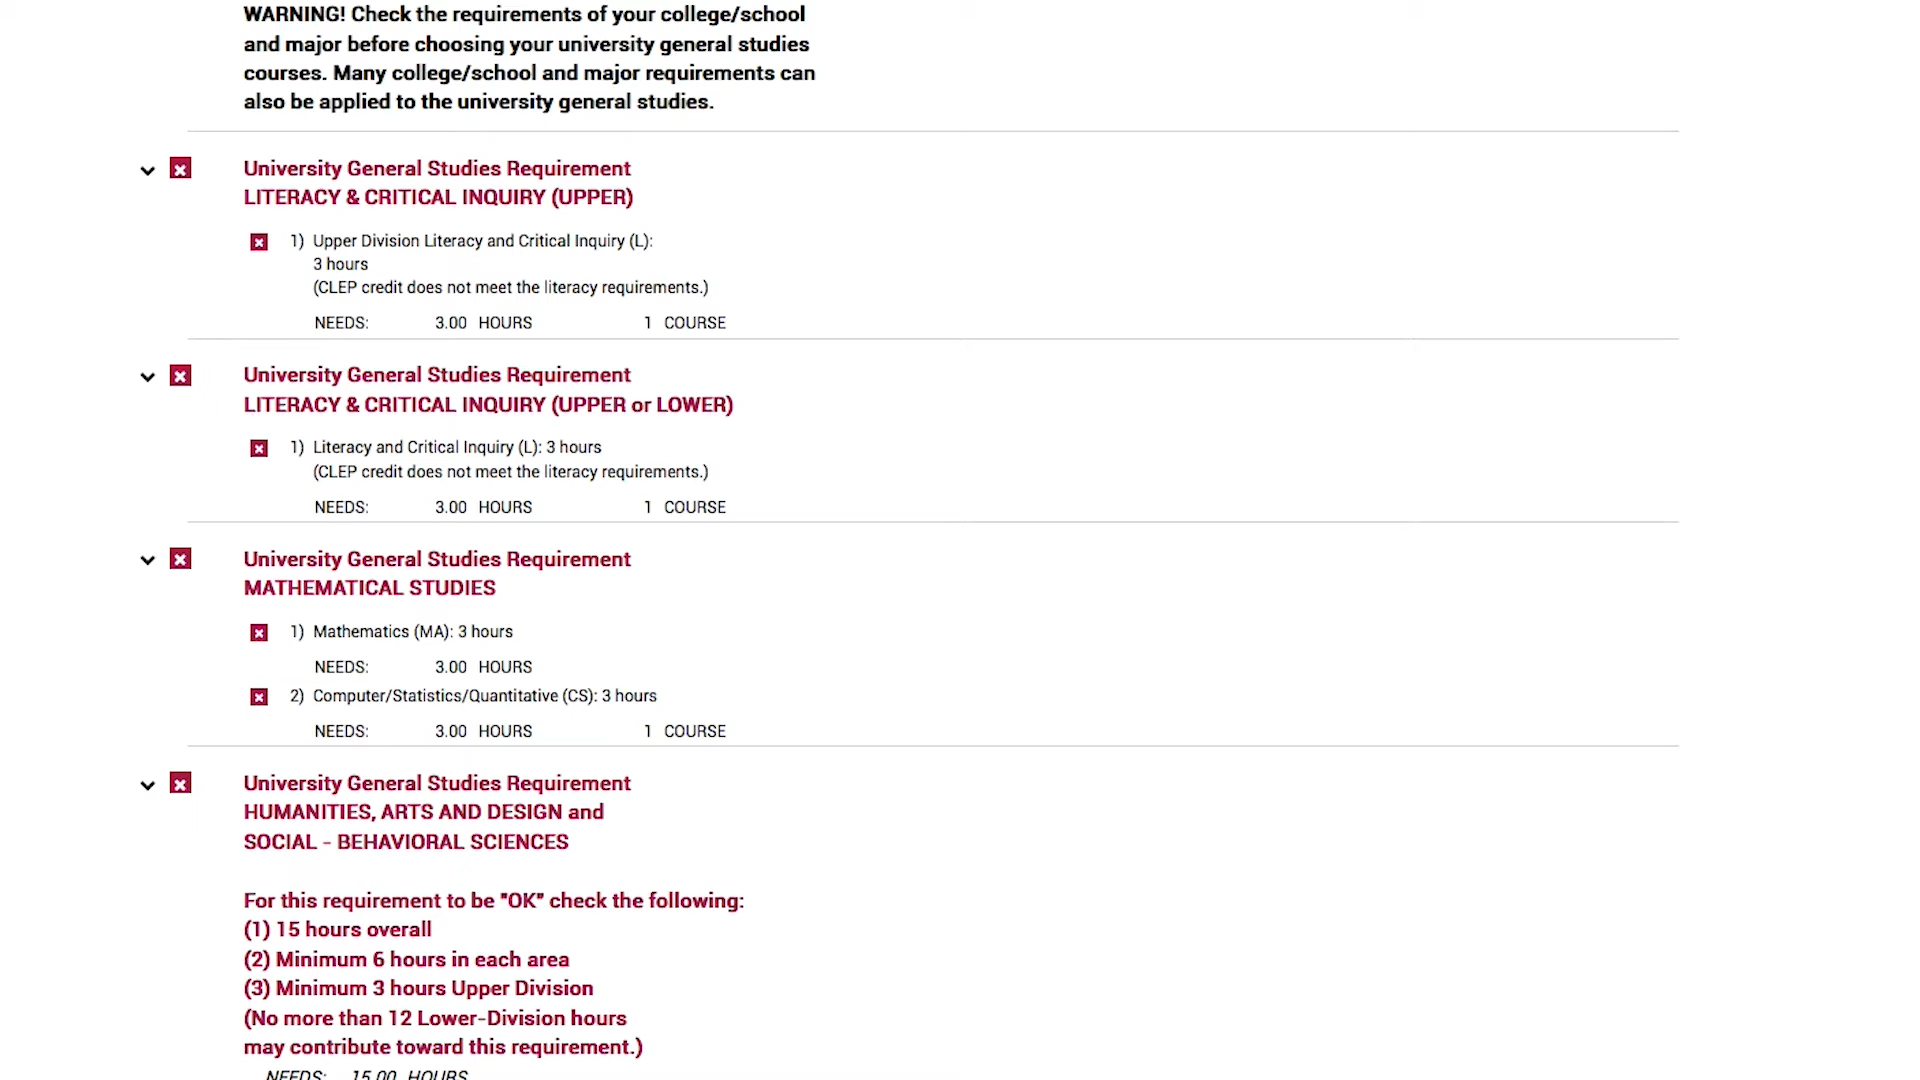 WARNING! Check the requirements of your college/school
and major before choosing your university general studies
courses. Many college/school and major requirements can
also be applied to the university general studies.
University General Studies Requirement
LITERACY & CRITICAL INQUIRY (UPPER)
1) Upper Division Literacy and Critical Inquiry (L):
3 hours
(CLEP credit does not meet the literacy requirements.)
NEEDS: 3.00 HOURS 1 COURSE
University General Studies Requirement
LITERACY & CRITICAL INQUIRY (UPPER or LOWER)
1) Literacy and Critical Inquiry (L): 3 hours
(CLEP credit does not meet the literacy requirements.)
NEEDS: 3.00 HOURS 1 COURSE
University General Studies Requirement
MATHEMATICAL STUDIES
1) Mathematics (MA): 3 hours
NEEDS: 3.00 HOURS
2) Computer/Statistics/Quantitative (CS): 3 hours
NEEDS: 3.00 HOURS 1 COURSE
University General Studies Requirement
HUMANITIES, ARTS AND DESIGN and
SOCIAL - BEHAVIORAL SCIENCES
For this requirement to be "OK" check the following:
(1) 15 hours overall
(2) Minimum 6 hours in each area
(3) Minimum 3 hours Upper Division
(No more than 12 Lower-Division hours
may contribute toward this requirement.)
NEEDS: 15.00 HOURS